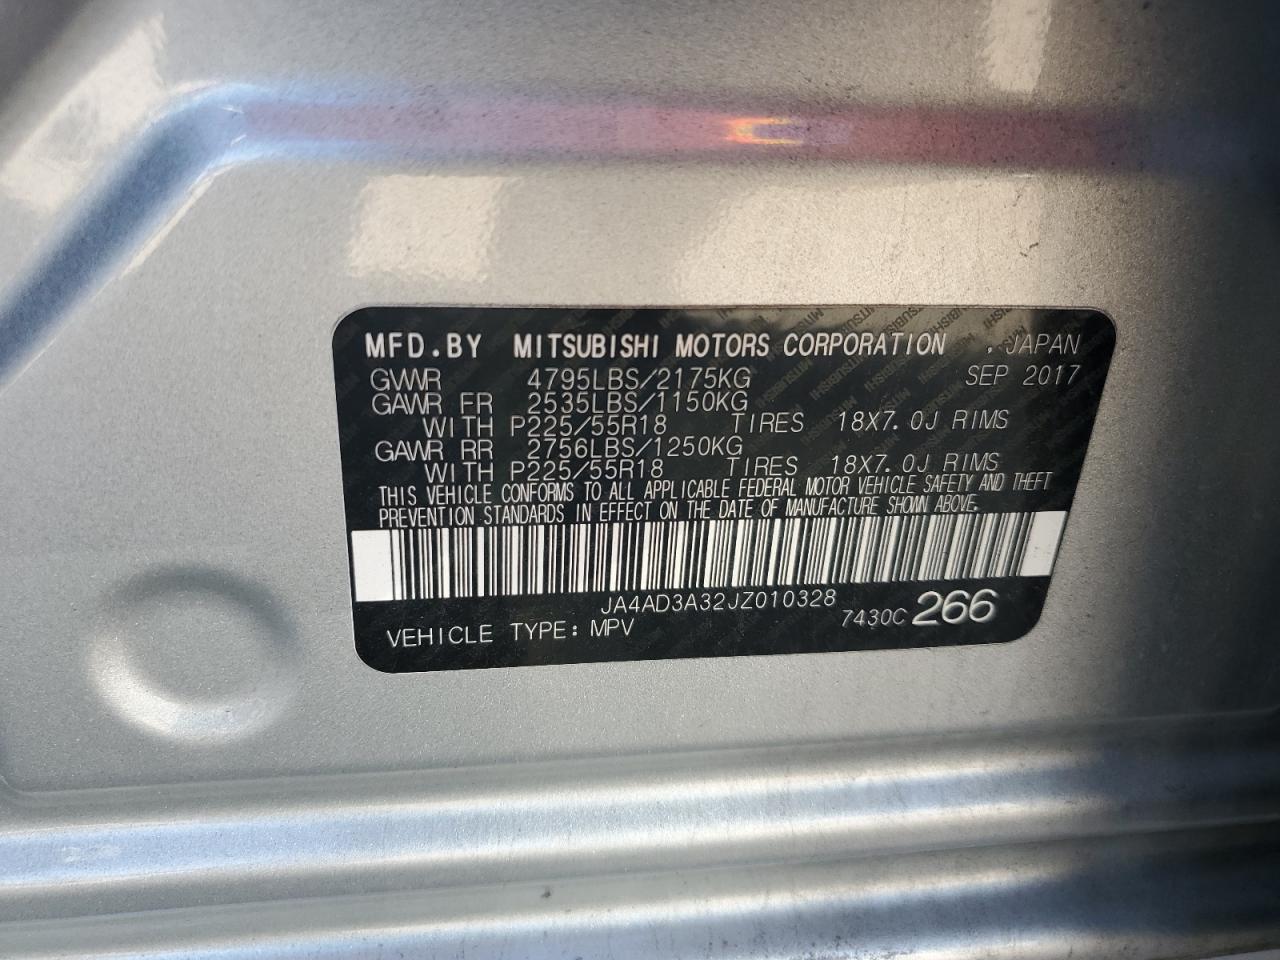 MFD.BY MITSUBISHI MOTORS CORPORATION , JAPAN
GVWR 4795LBS/2175KG SEP 2017
GAWR FR 2535LBS/1150KG
WITH P225/55R18 TIRES 18X7.0J RIMS
GAWR RR 2756LBS/1250KG
WITH P225/55R18 TIRES 18X7.0J RIMS
THIS VEHICLE CONFORMS TO ALL APPLICABLE FEDERAL MOTOR VEHICLE SAFETY AND THEFT
PREVENTION STANDARDS IN EFFECT ON THE DATE OF MANUFACTURE SHOWN ABOVE.
JA4AD3A32JZ010328
VEHICLE TYPE: MPV 7430C 266